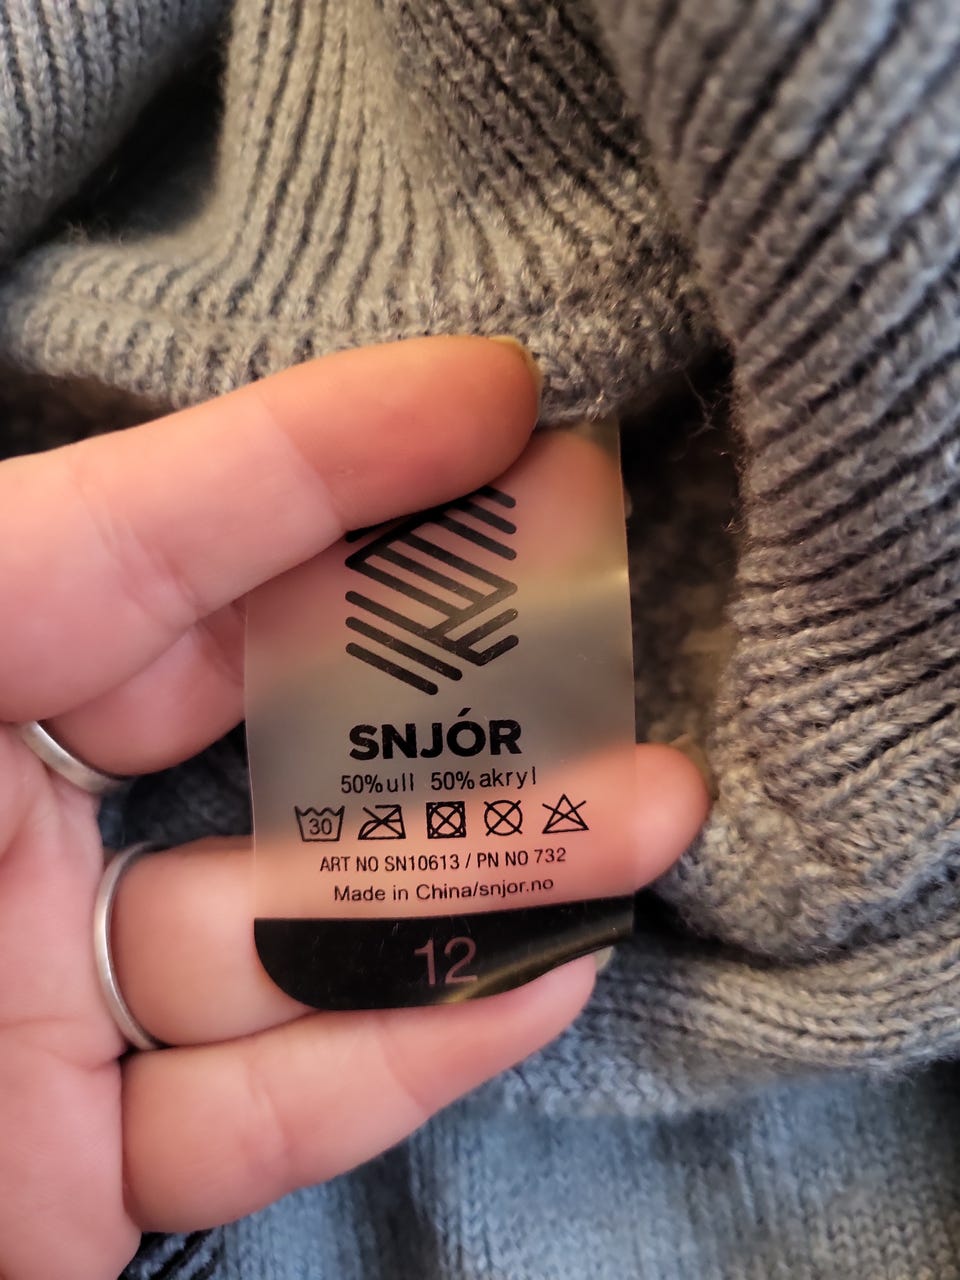 SNJÓR
50%ull 50%akryl
30
ART NO SN10613 / PN NO 732
Made in China/snjor.no
12